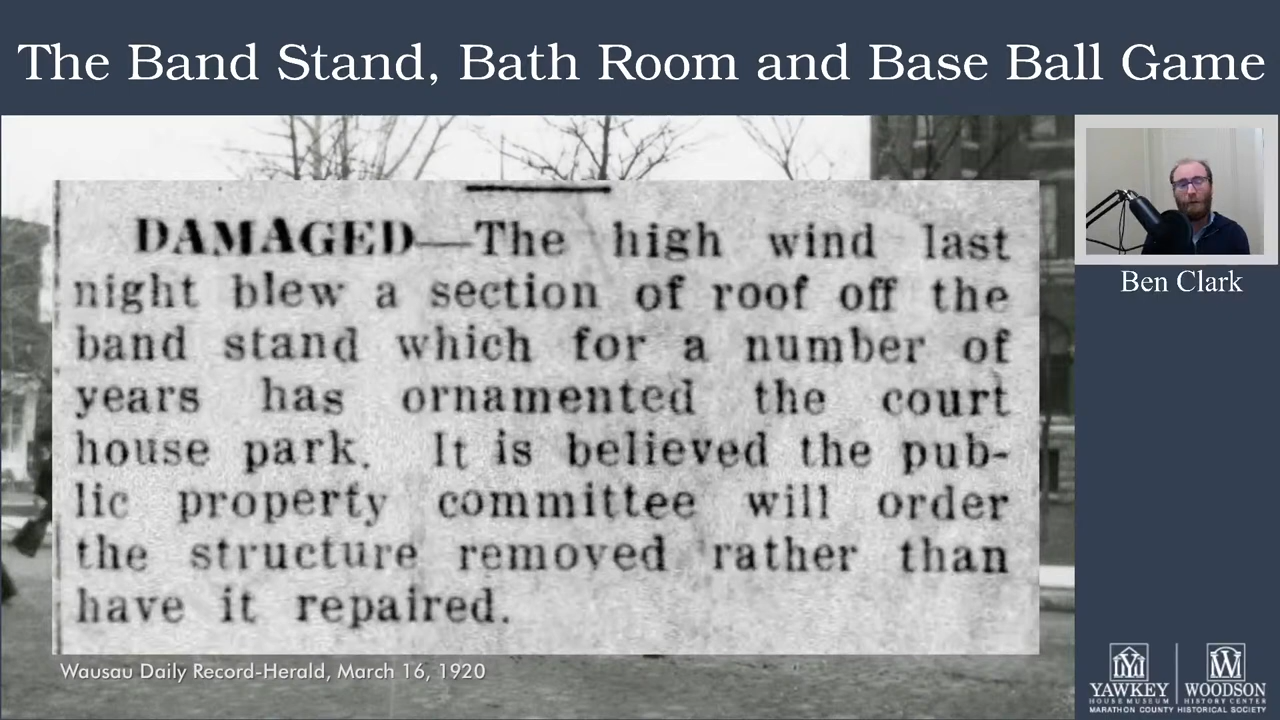 The Band Stand, Bath Room and Base Ball Game
DAMAGED—The high wind last
night blew a section of roof off the
band stand which for a number of
years has ornamented the court
house park. It is believed the pub-
lic property committee will order
the structure removed rather than
have it repaired.
Wausau Daily Record-Herald, March 16, 1920
Ben Clark
YAWKEY
HOUSE MUSEUM
WOODSON
HISTORY CENTER
MARATHON COUNTY HISTORICAL SOCIETY